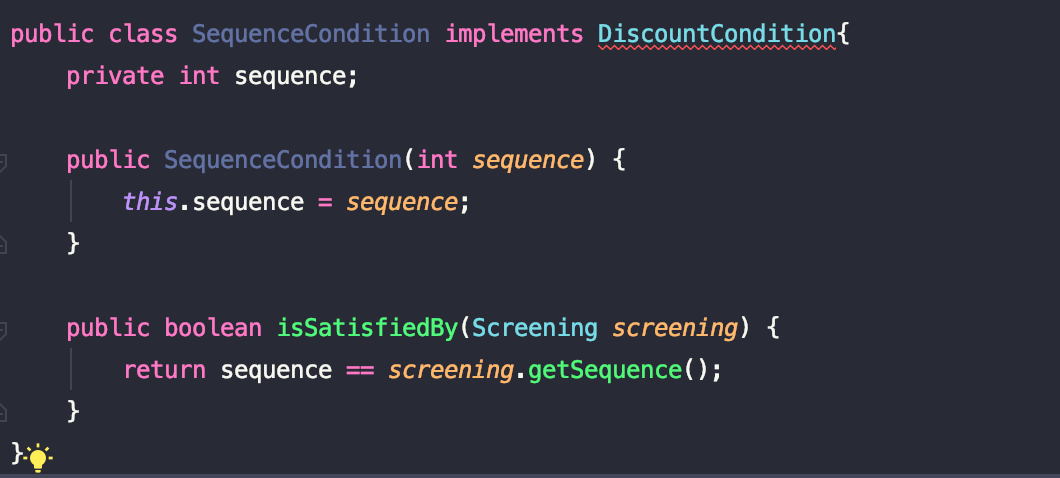 public class SequenceCondition implements DiscountCondition{
private int sequence;
public SequenceCondition(int sequence) {
this.sequence = sequence;
}
public boolean isSatisfiedBy(Screening screening) {
return sequence == screening.getSequence();
}
}